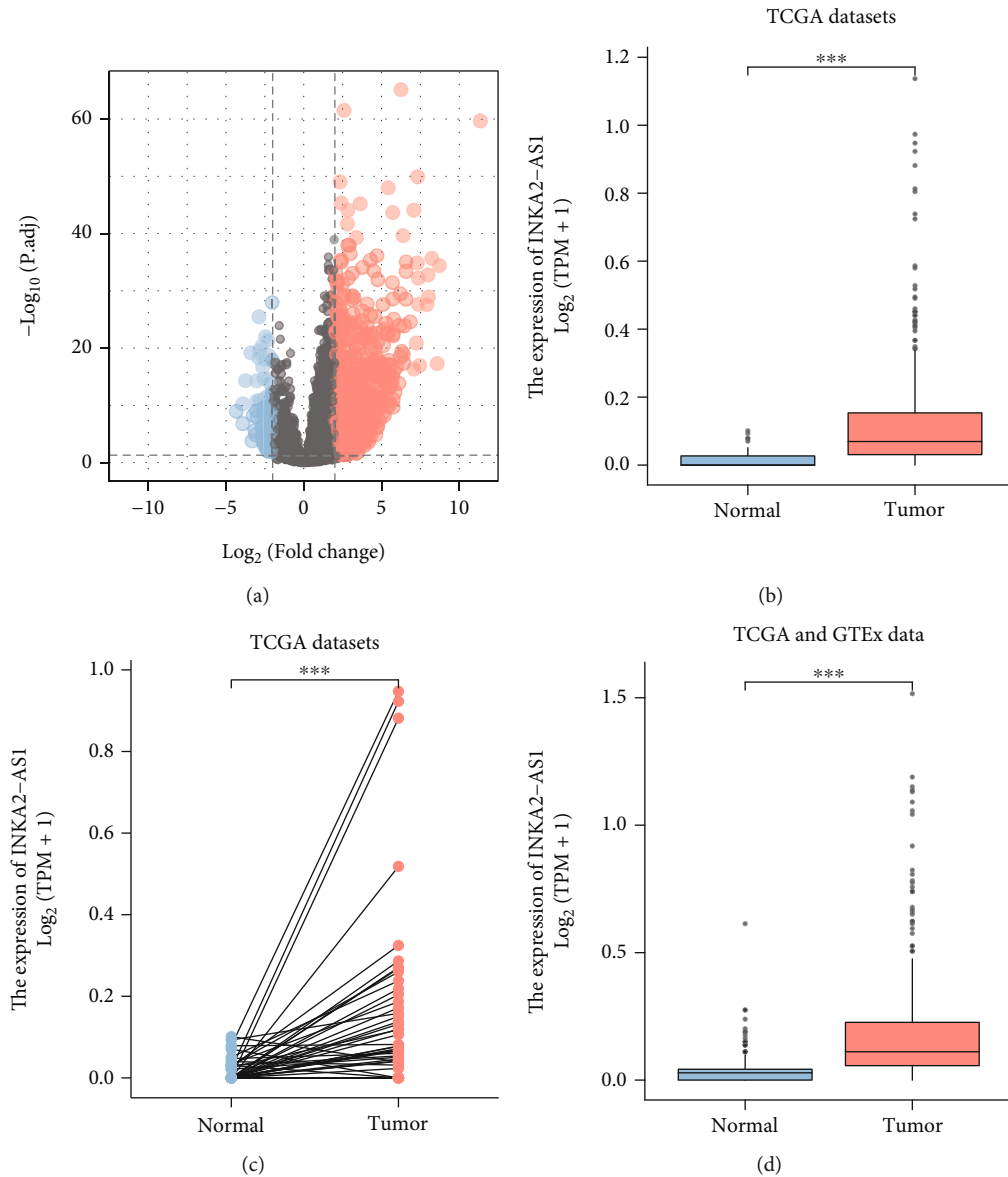 60
40
20
0
−Log10 (P.adj)
−10
−5
0
5
10
Log2 (Fold change)
(a)
TCGA datasets
***
1.2
1.0
0.8
0.6
0.4
0.2
0.0
The expression of INKA2−AS1
Log2 (TPM + 1)
Normal
Tumor
(b)
TCGA datasets
***
1.0
0.8
0.6
0.4
0.2
0.0
The expression of INKA2−AS1
Log2 (TPM + 1)
Normal
Tumor
(c)
TCGA and GTEx data
***
1.5
1.0
0.5
0.0
The expression of INKA2−AS1
Log2 (TPM + 1)
Normal
Tumor
(d)